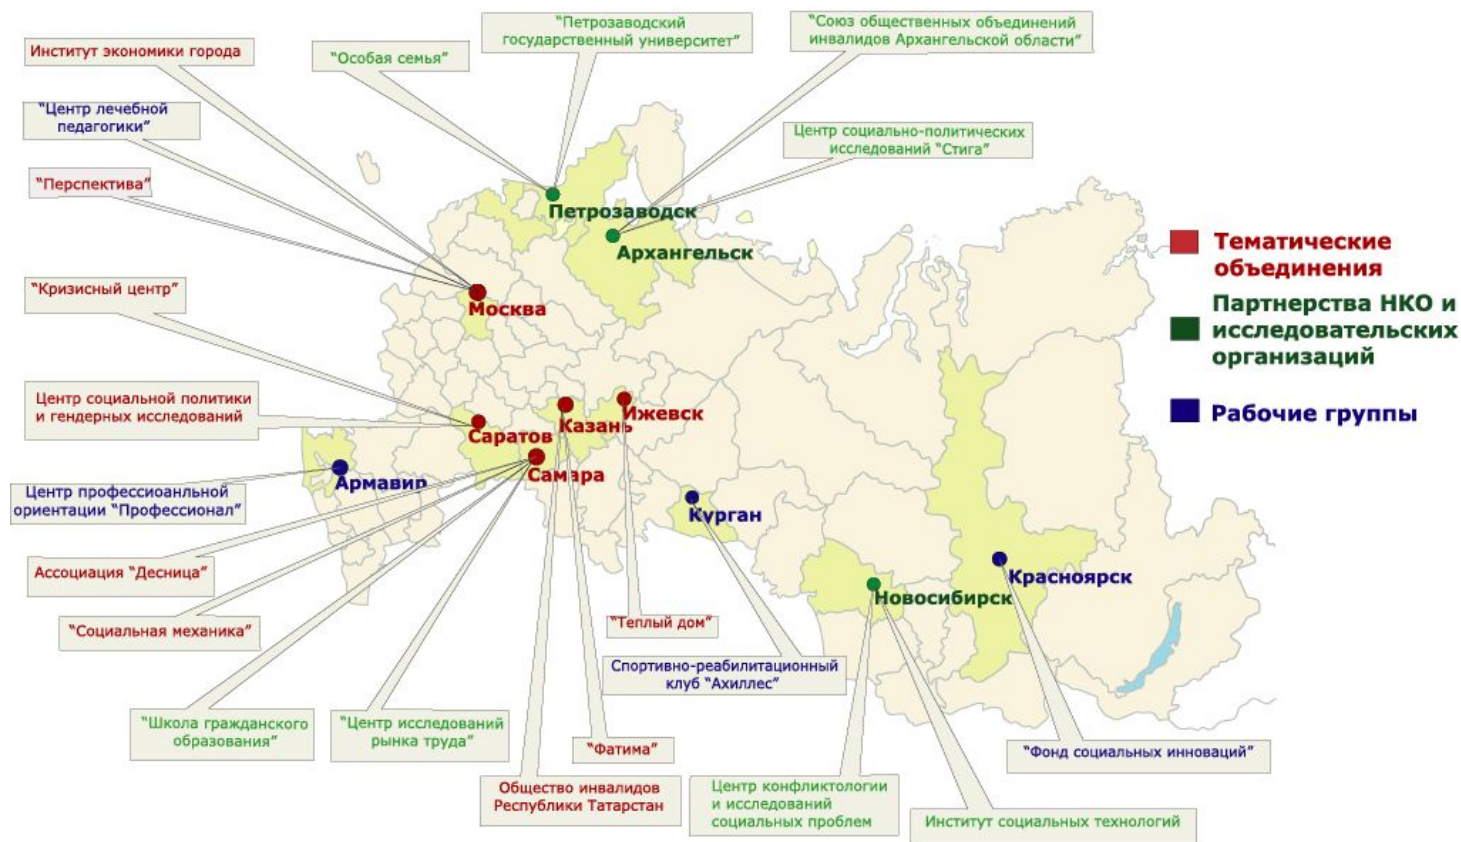 “Петрозаводский
государственный университет”
“Союз общественных объединений
инвалидов Архангельской области”
Институт экономики города
“Особая семья”
“Центр лечебной
педагогики”
Центр социально-политических
исследований “Стига”
“Перспектива”
Петрозаводск
Архангельск
Тематические
объединения
“Кризисный центр”
Москва
Партнерства НКО и
исследовательских
организаций
Центр социальной политики
и гендерных исследований
Ижевск
Казань
Саратов
Рабочие группы
Самара
Армавир
Центр профессиоанльной
ориентации “Профессионал”
Курган
Ассоциация “Десница”
Красноярск
Новосибирск
“Социальная механика”
“Теплый дом”
Спортивно-реабилитационный
клуб “Ахиллес”
“Школа гражданского
образования”
“Центр исследований
рынка труда”
“Фатима”
“Фонд социальных инноваций”
Общество инвалидов
Республики Татарстан
Центр конфликтологии
и исследований
социальных проблем
Институт социальных технологий